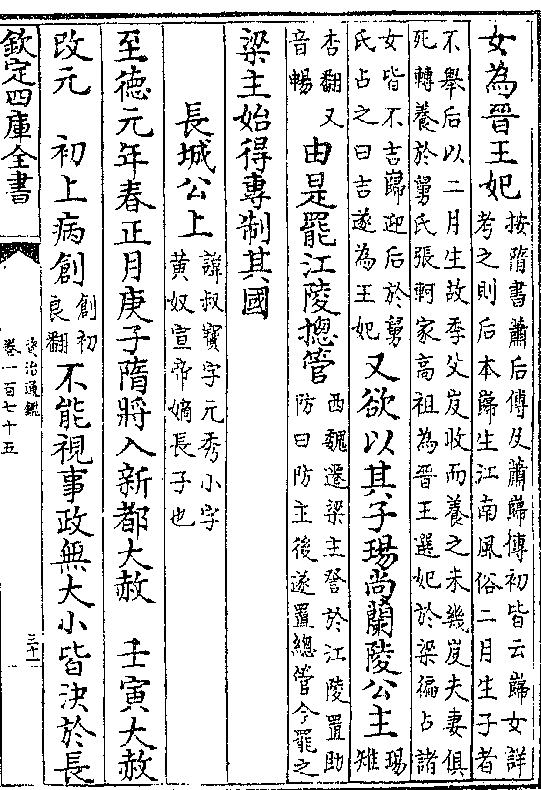 女為晉王妃按隋書蕭后傳及蕭巋傳初皆云巋女詳
考之則后本巋生江南風俗二月生子者
不舉后以二月生故季父岌收而養之未幾岌夫妻俱
死轉養於舅氏張軻家高祖為晉王選妃於梁徧占諸
女皆不吉巋迎后於舅
氏占之曰吉遂為王妃又欲以其子瑒尚蘭陵公主瑒
雉
杏翻又
音暢由是罷江陵揔管西魏遷梁主詧於江陵置助
防曰防主後遂置總管今罷之
梁主始得專制其國
長城公上諱叔寶字元秀小字
黄奴宣帝嫡長子也
至德元年春正月庚子隋將入新都大赦 壬寅大赦
改元 初上病創創初
良翻不能視事政無大小皆決於長
欽定四庫全書
資治通鑑
卷一百七十五
三十一